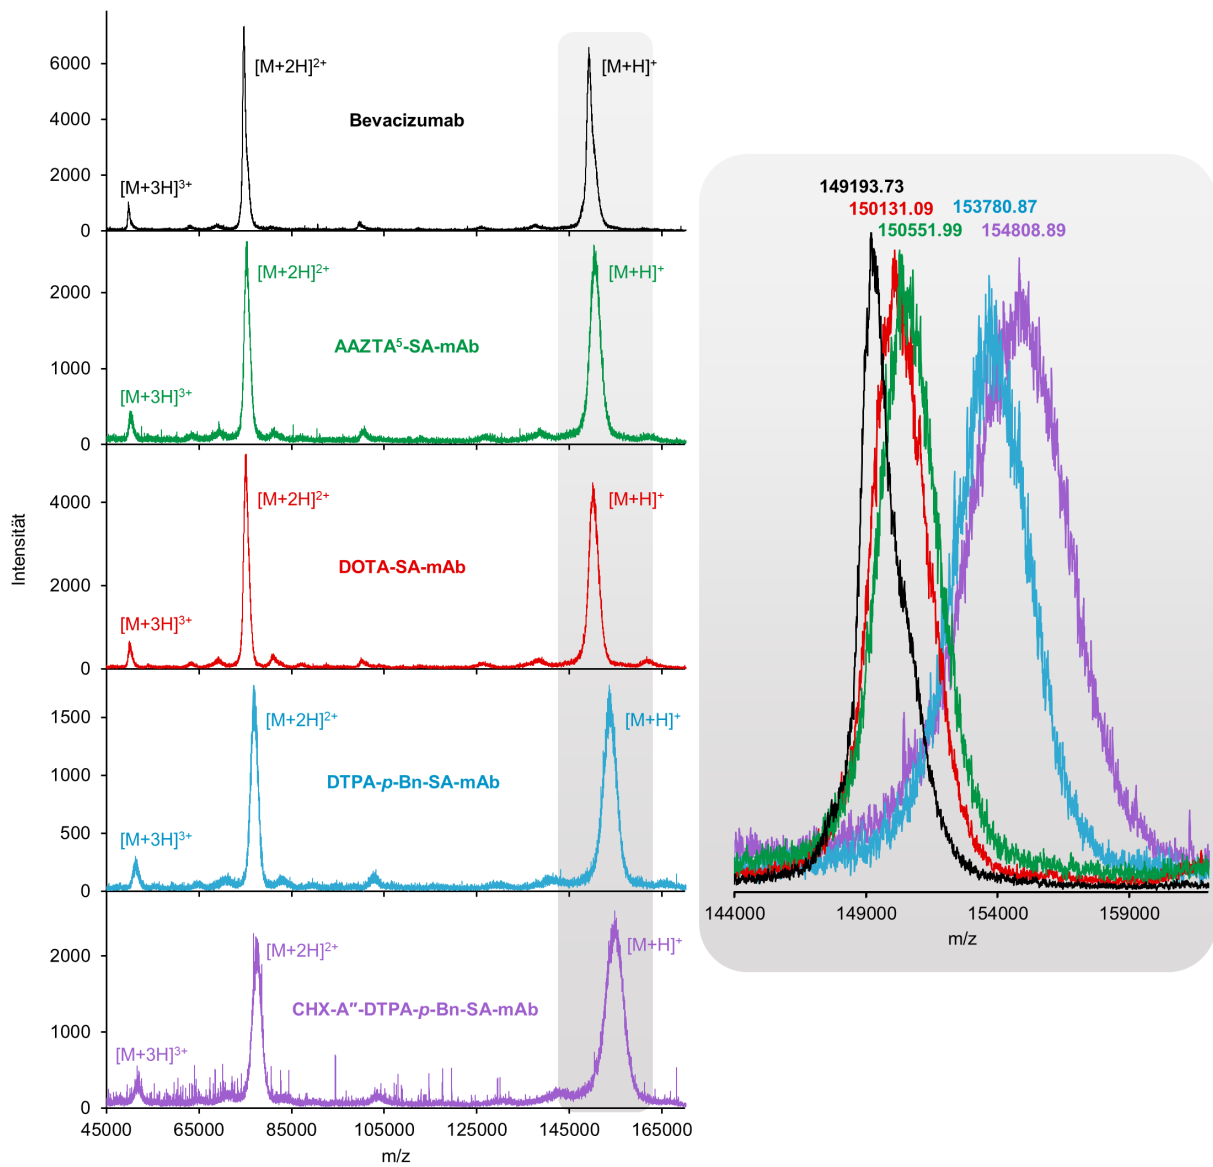 Intensität
6000
4000
2000
0
[M+3H]³⁺
[M+2H]²⁺
[M+H]⁺
Bevacizumab
2000
1000
0
[M+3H]³⁺
[M+2H]²⁺
[M+H]⁺
AAZTA⁵-SA-mAb
4000
2000
0
[M+3H]³⁺
[M+2H]²⁺
[M+H]⁺
DOTA-SA-mAb
1500
1000
500
0
[M+3H]³⁺
[M+2H]²⁺
[M+H]⁺
DTPA-p-Bn-SA-mAb
2000
1000
0
[M+3H]³⁺
[M+2H]²⁺
[M+H]⁺
CHX-A″-DTPA-p-Bn-SA-mAb
45000 65000 85000 105000 125000 145000 165000
m/z
149193.73
150131.09 153780.87
150551.99 154808.89
144000 149000 154000 159000
m/z